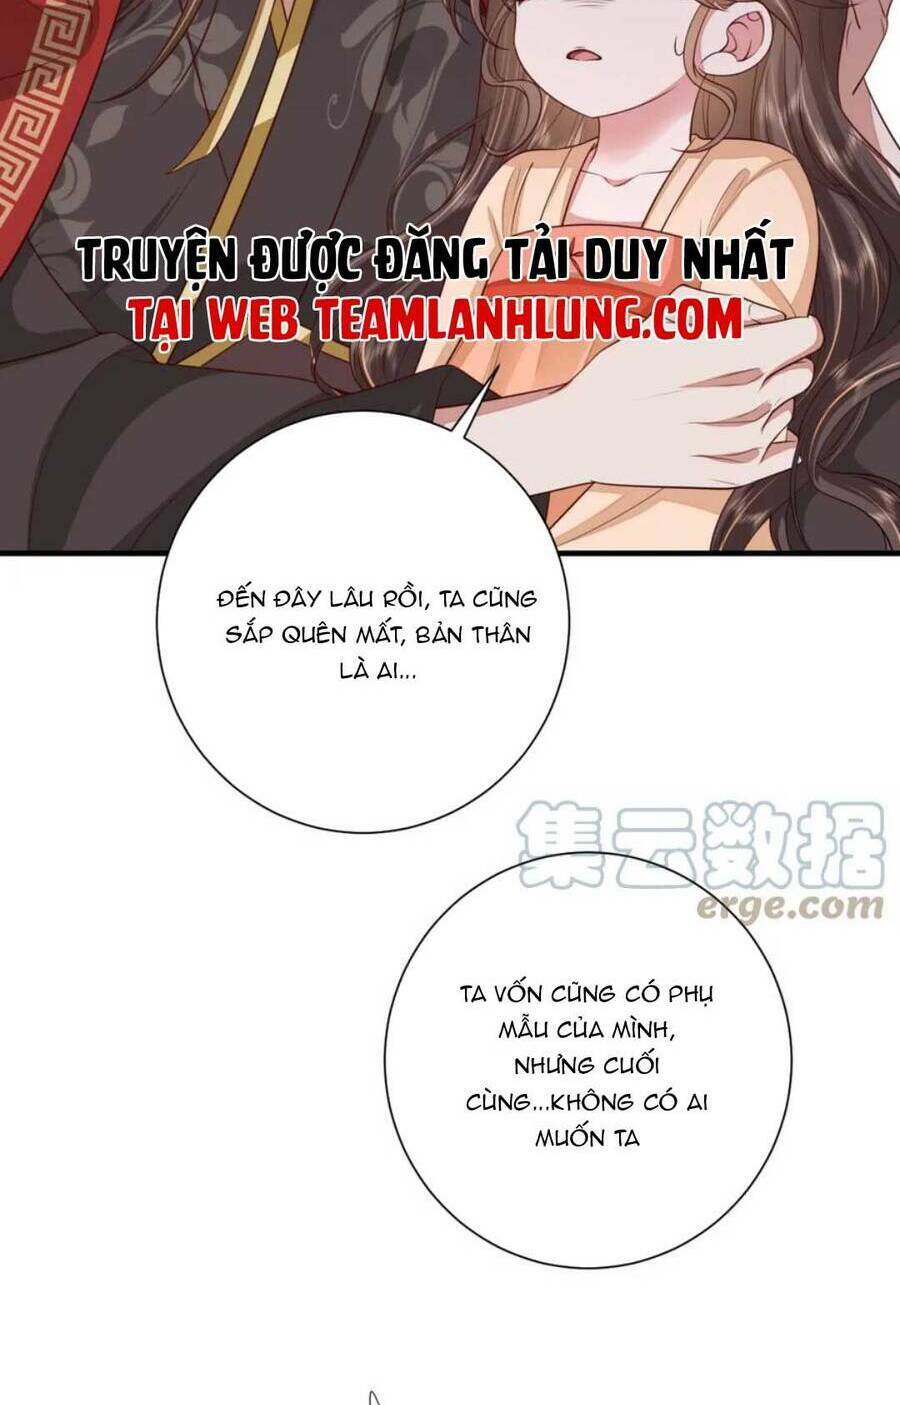 TRUYỆN ĐƯỢC ĐĂNG TẢI DUY NHẤT
TẠI WEB TEAMLANHLUNG.COM
ĐẾN ĐÂY LÂU RỒI, TA CŨNG
SẮP QUÊN MẤT, BẢN THÂN
LÀ AI...
集云数据
erge.com
TA VỐN CŨNG CÓ PHỤ
MẪU CỦA MÌNH,
NHƯNG CUỐI
CÙNG...KHÔNG CÓ AI
MUỐN TA